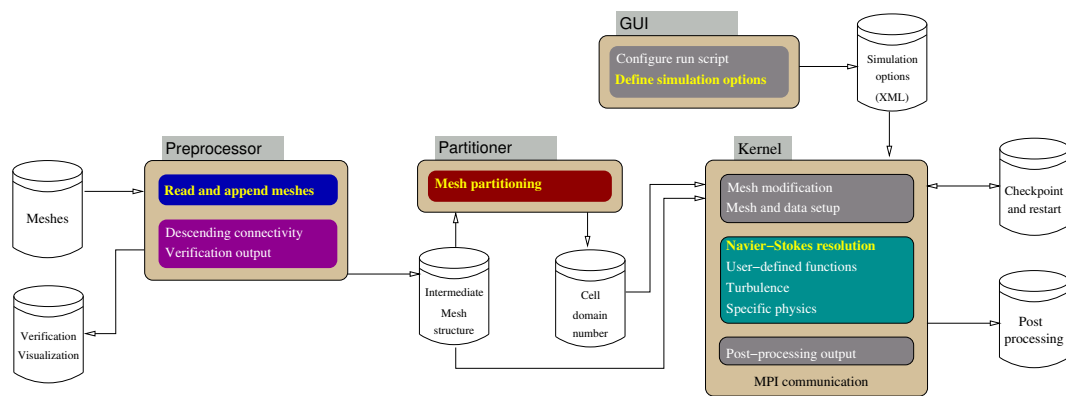 GUI
Configure run script
Define simulation options
Simulation
options
(XML)
Preprocessor
Read and append meshes
Descending connectivity
Verification output
Meshes
Verification
Visualization
Partitioner
Mesh partitioning
Intermediate
Mesh
structure
Cell
domain
number
Kernel
Mesh modification
Mesh and data setup
Navier−Stokes resolution
User−defined functions
Turbulence
Specific physics
Post−processing output
MPI communication
Checkpoint
and restart
Post
processing